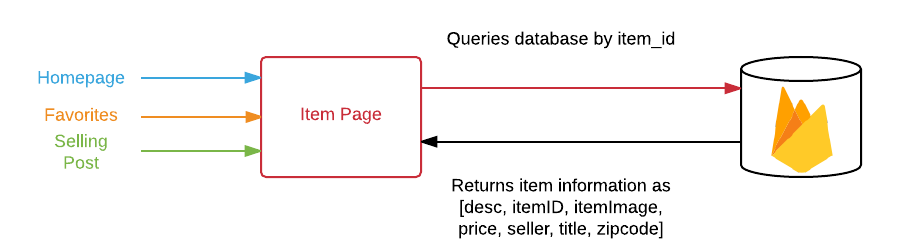 Queries database by item_id
Homepage
Favorites
Selling
Post
Item Page
Returns item information as
[desc, itemID, itemImage,
price, seller, title, zipcode]